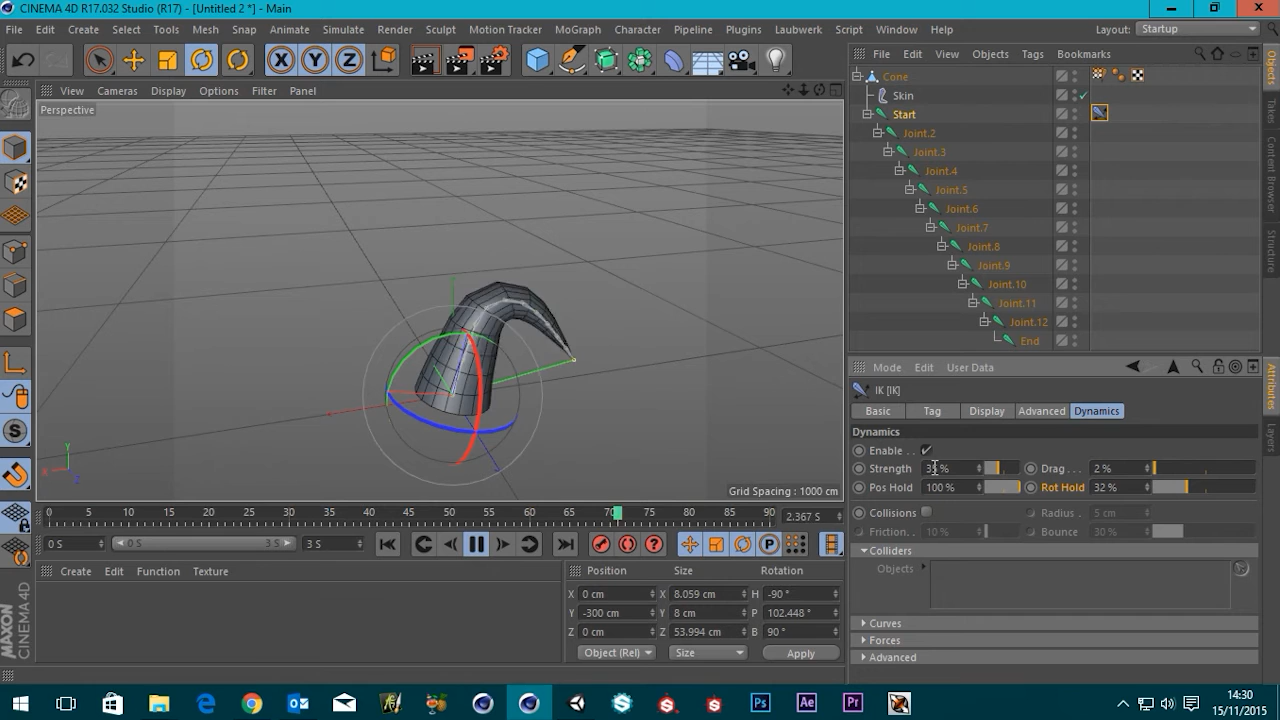 CINEMA 4D R17.032 Studio (R17) - [Untitled 2 *] - Main
File Edit Create Select Tools Mesh Snap Animate Simulate Render Sculpt Motion Tracker MoGraph Character Pipeline Plugins Laubwerk Script Window Help Layout: Startup
X Y Z
File Edit View Objects Tags Bookmarks
View Cameras Display Options Filter Panel
Perspective
Cone
Skin
Start
Joint.2
Joint.3
Joint.4
Joint.5
Joint.6
Joint.7
Joint.8
Joint.9
Joint.10
Joint.11
Joint.12
End
Objects
Takes
Content Browser
Structure
Mode Edit User Data
IK [IK]
Basic Tag Display Advanced Dynamics
Dynamics
Enable . .
Strength % Drag . . . 2 %
Pos Hold 100 % Rot Hold 32 %
Collisions Radius . 5 cm
Friction. . 10 % Bounce 30 %
Colliders
Objects
Curves
Forces
Advanced
Attributes
Layers
Y
X
Z
Grid Spacing : 1000 cm
0 5 10 15 20 25 30 35 40 45 50 55 60 65 70 75 80 85 90 2.367 S
0 S 0 S 3 S 3 S
Create Edit Function Texture
Position Size Rotation
X 0 cm X 8.059 cm H -90 °
Y -300 cm Y 8 cm P 102.448 °
Z 0 cm Z 53.994 cm B 90 °
Object (Rel) Size Apply
MAXON CINEMA 4D
14:30
15/11/2015